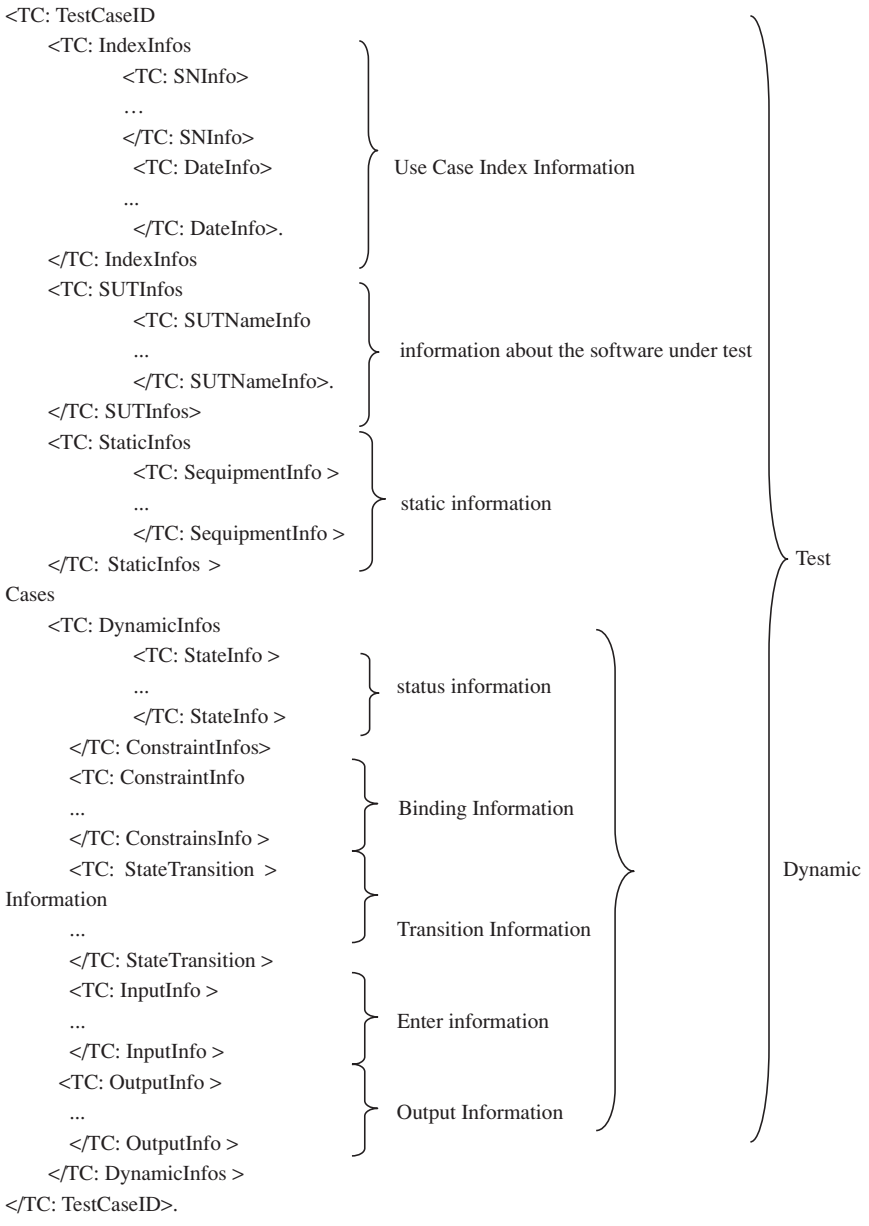 <TC: TestCaseID
<TC: IndexInfos
<TC: SNInfo>
…
</TC: SNInfo>
<TC: DateInfo> Use Case Index Information
...
</TC: DateInfo>.
</TC: IndexInfos
<TC: SUTInfos
<TC: SUTNameInfo
... information about the software under test
</TC: SUTNameInfo>.
</TC: SUTInfos>
<TC: StaticInfos
<TC: SequipmentInfo >
... static information
</TC: SequipmentInfo >
</TC: StaticInfos > Test
Cases
<TC: DynamicInfos
<TC: StateInfo >
... status information
</TC: StateInfo >
</TC: ConstraintInfos>
<TC: ConstraintInfo
... Binding Information
</TC: ConstrainsInfo >
<TC: StateTransition > Dynamic
Information
... Transition Information
</TC: StateTransition >
<TC: InputInfo >
... Enter information
</TC: InputInfo >
<TC: OutputInfo >
... Output Information
</TC: OutputInfo >
</TC: DynamicInfos >
</TC: TestCaseID>.